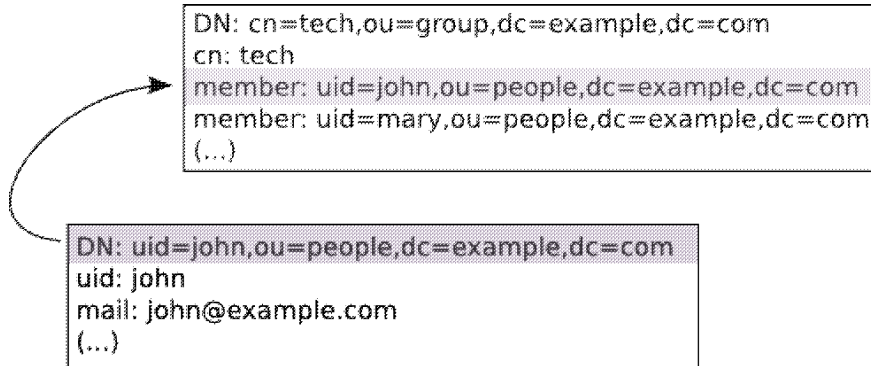 DN: cn=tech,ou=group,dc=example,dc=com
cn: tech
member: uid=john,ou=people,dc=example,dc=com
member: uid=mary,ou=people,dc=example,dc=com
(...)
DN: uid=john,ou=people,dc=example,dc=com
uid: john
mail: john@example.com
(...)